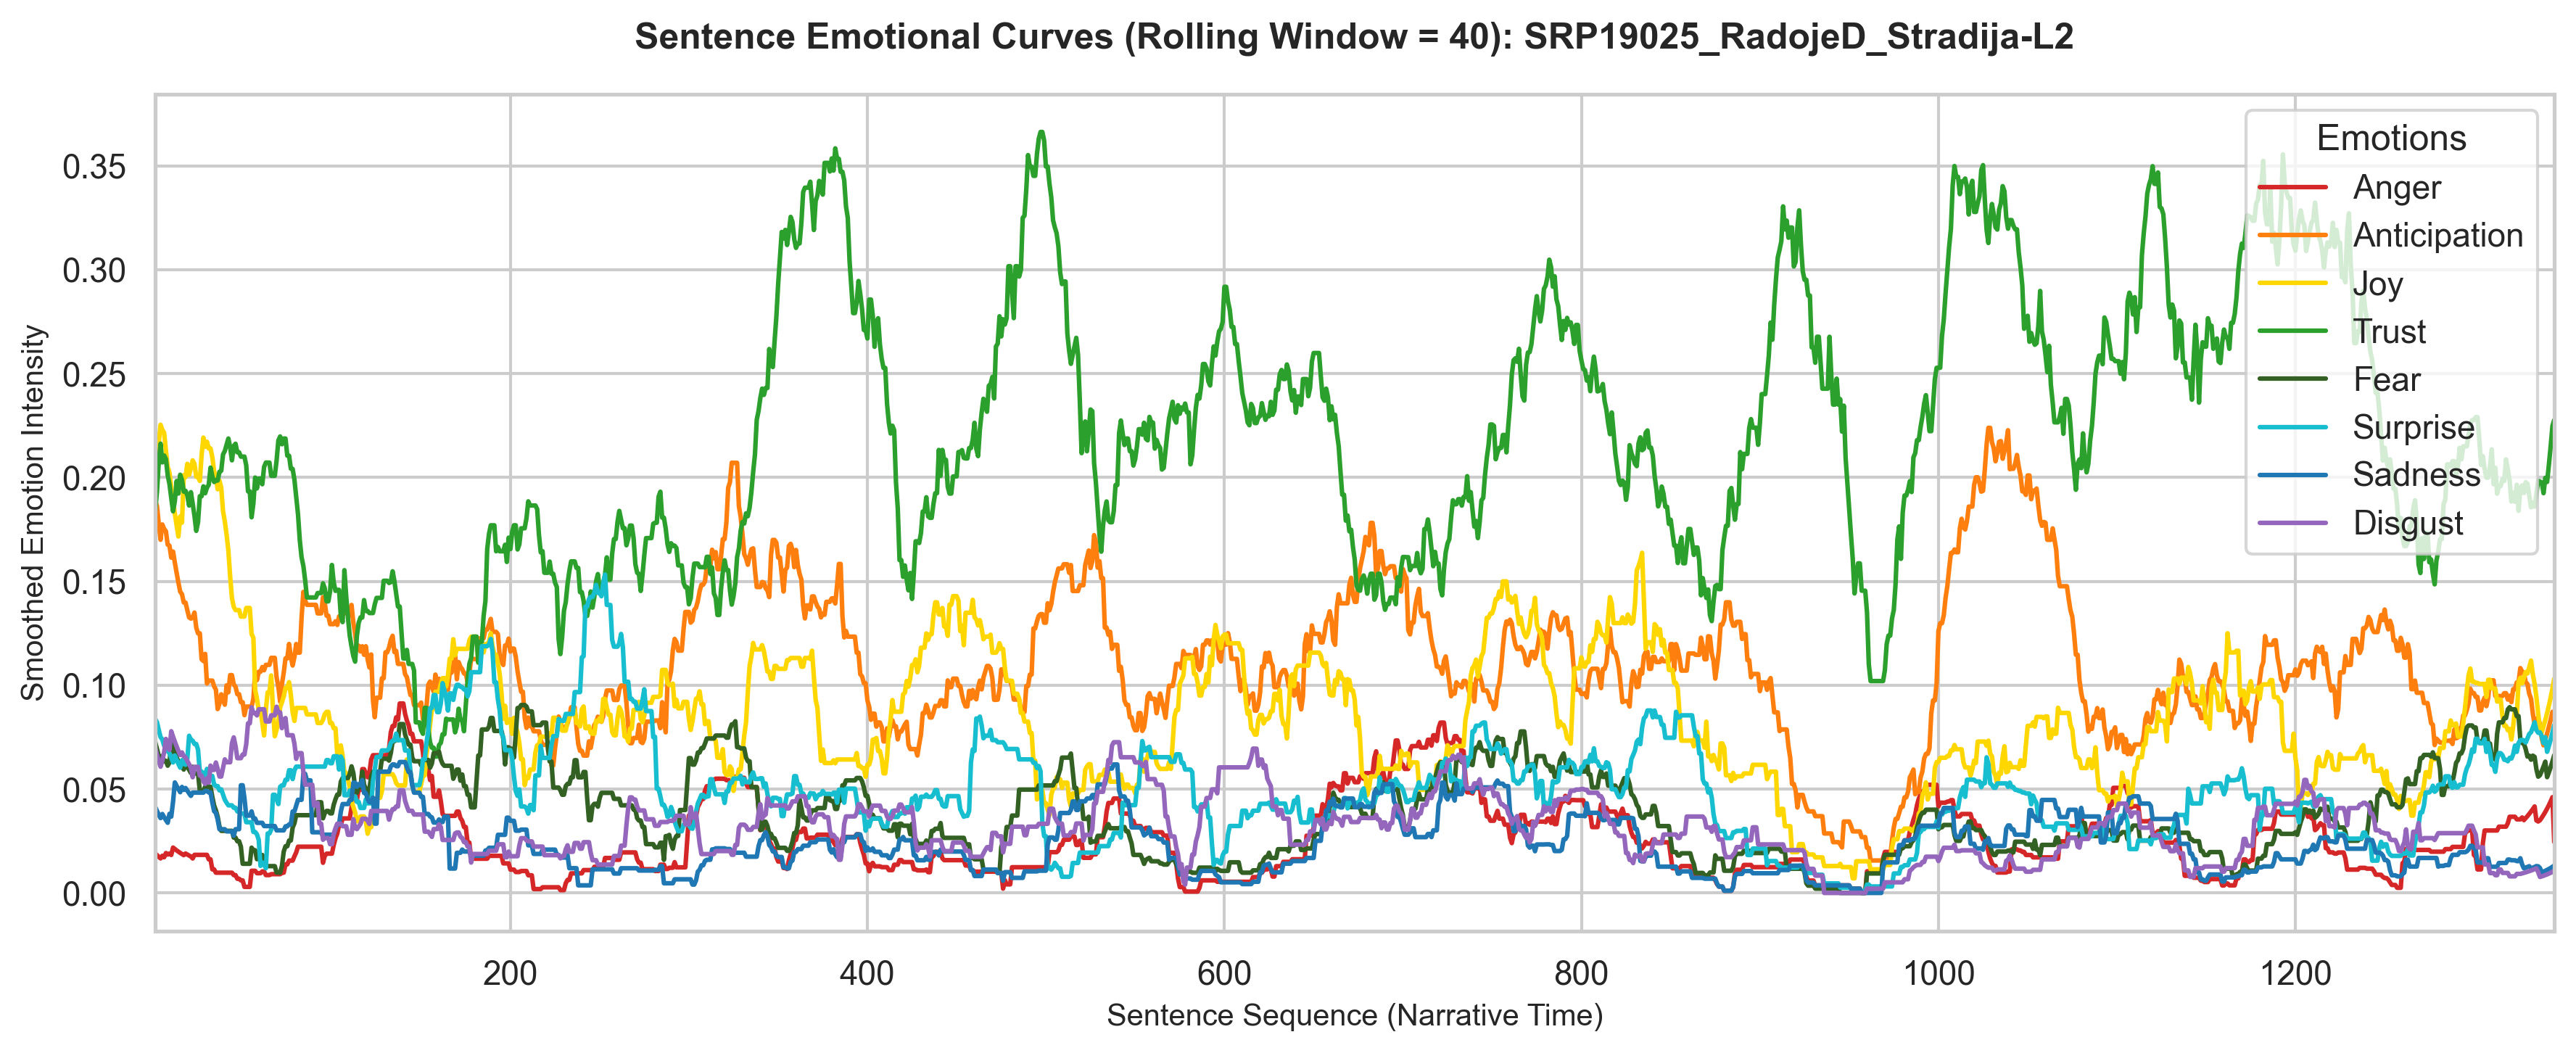 Sentence Emotional Curves (Rolling Window = 40): SRP19025_RadojeD_Stradija-L2
Smoothed Emotion Intensity
0.35
0.30
0.25
0.20
0.15
0.10
0.05
0.00
200
400
600
800
1000
1200
Sentence Sequence (Narrative Time)
Emotions
Anger
Anticipation
Joy
Trust
Fear
Surprise
Sadness
Disgust